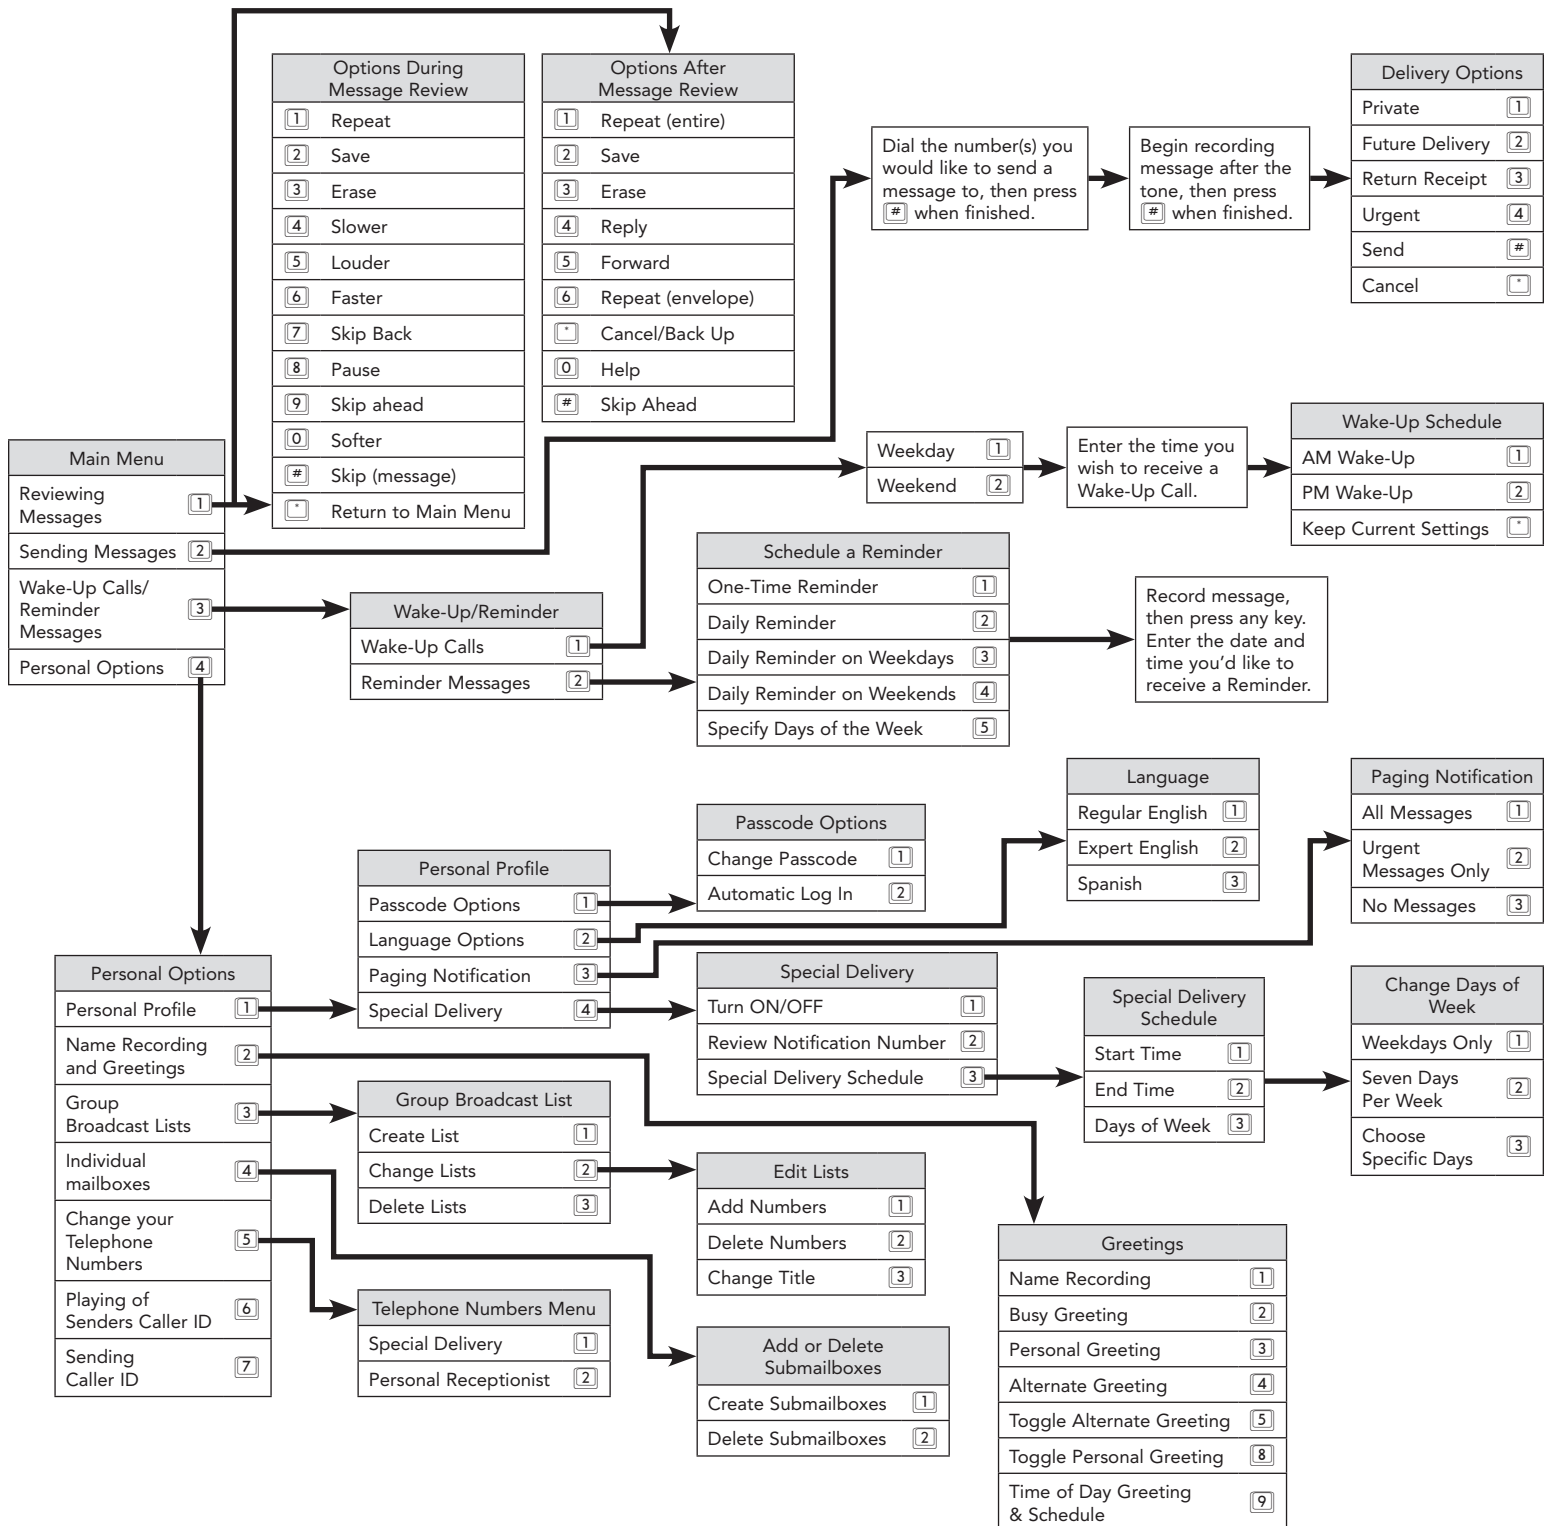 Options During
Message Review
1 Repeat
2 Save
3 Erase
4 Slower
5 Louder
6 Faster
7 Skip Back
8 Pause
9 Skip ahead
0 Softer
# Skip (message)
* Return to Main Menu
Options After
Message Review
1 Repeat (entire)
2 Save
3 Erase
4 Reply
5 Forward
6 Repeat (envelope)
* Cancel/Back Up
0 Help
# Skip Ahead
Dial the number(s) you
would like to send a
message to, then press
# when finished.
Begin recording
message after the
tone, then press
# when finished.
Delivery Options
Private 1
Future Delivery 2
Return Receipt 3
Urgent 4
Send #
Cancel *
Main Menu
Reviewing
Messages 1
Sending Messages 2
Wake-Up Calls/
Reminder 3
Messages
Personal Options 4
Weekday 1
Weekend 2
Enter the time you
wish to receive a
Wake-Up Call.
Wake-Up Schedule
AM Wake-Up 1
PM Wake-Up 2
Keep Current Settings *
Wake-Up/Reminder
Wake-Up Calls 1
Reminder Messages 2
Schedule a Reminder
One-Time Reminder 1
Daily Reminder 2
Daily Reminder on Weekdays 3
Daily Reminder on Weekends 4
Specify Days of the Week 5
Record message,
then press any key.
Enter the date and
time you’d like to
receive a Reminder.
Personal Profile
Passcode Options 1
Language Options 2
Paging Notification 3
Special Delivery 4
Passcode Options
Change Passcode 1
Automatic Log In 2
Language
Regular English 1
Expert English 2
Spanish 3
Paging Notification
All Messages 1
Urgent
Messages Only 2
No Messages 3
Personal Options
Personal Profile 1
Name Recording
and Greetings 2
Group
Broadcast Lists 3
Individual
mailboxes 4
Change your
Telephone 5
Numbers
Playing of
Senders Caller ID 6
Sending
Caller ID 7
Special Delivery
Turn ON/OFF 1
Review Notification Number 2
Special Delivery Schedule 3
Special Delivery
Schedule
Start Time 1
End Time 2
Days of Week 3
Change Days of
Week
Weekdays Only 1
Seven Days
Per Week 2
Choose
Specific Days 3
Group Broadcast List
Create List 1
Change Lists 2
Delete Lists 3
Edit Lists
Add Numbers 1
Delete Numbers 2
Change Title 3
Telephone Numbers Menu
Special Delivery 1
Personal Receptionist 2
Add or Delete
Submailboxes
Create Submailboxes 1
Delete Submailboxes 2
Greetings
Name Recording 1
Busy Greeting 2
Personal Greeting 3
Alternate Greeting 4
Toggle Alternate Greeting 5
Toggle Personal Greeting 8
Time of Day Greeting
& Schedule 9